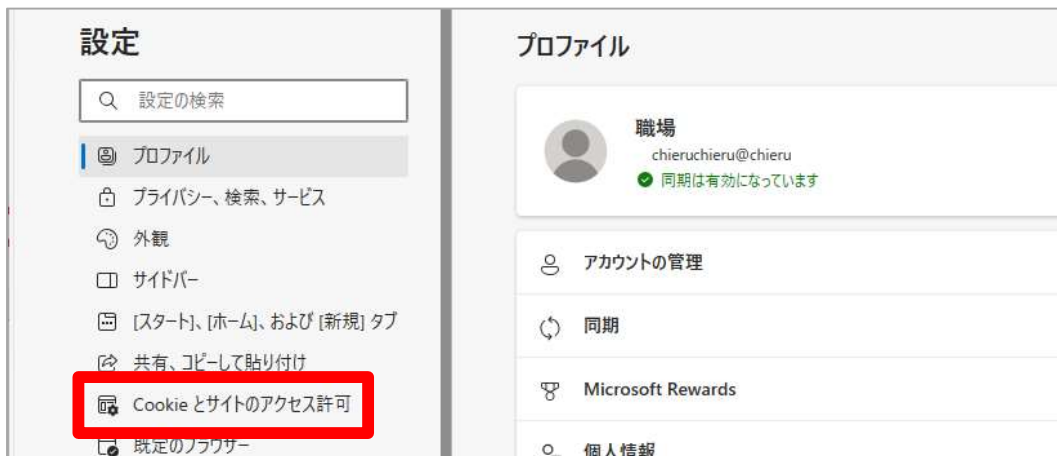 設定
設定の検索
プロファイル
プライバシー、検索、サービス
外観
サイドバー
[スタート]、[ホーム]、および [新規] タブ
共有、コピーして貼り付け
Cookie とサイトのアクセス許可
既定のブラウザー
プロファイル
職場
chieruchieru@chieru
同期は有効になっています
アカウントの管理
同期
Microsoft Rewards
個人情報